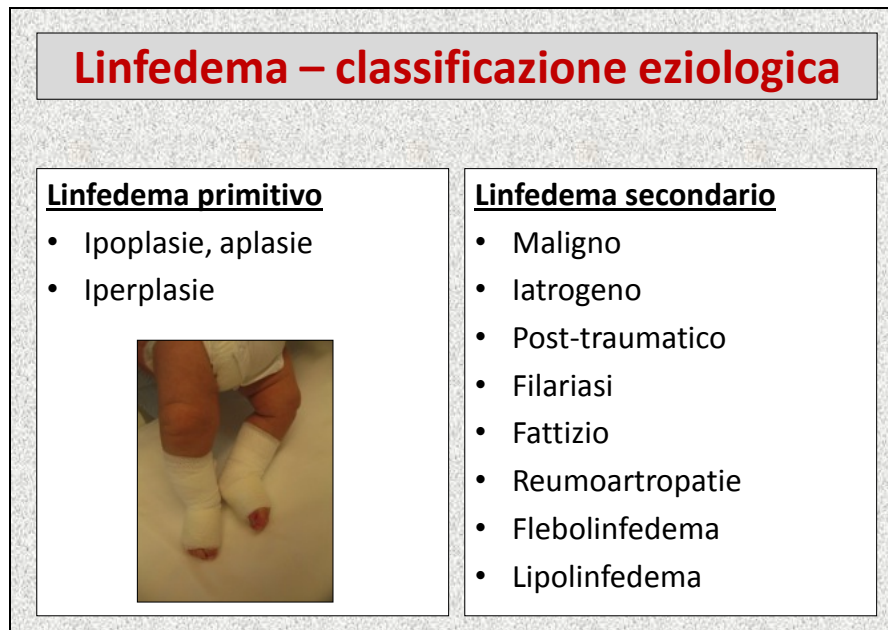 Linfedema – classificazione eziologica
Linfedema primitivo
• Ipoplasie, aplasie
• Iperplasie
Linfedema secondario
• Maligno
• Iatrogeno
• Post-traumatico
• Filariasi
• Fattizio
• Reumoartropatie
• Flebolinfedema
• Lipolinfedema